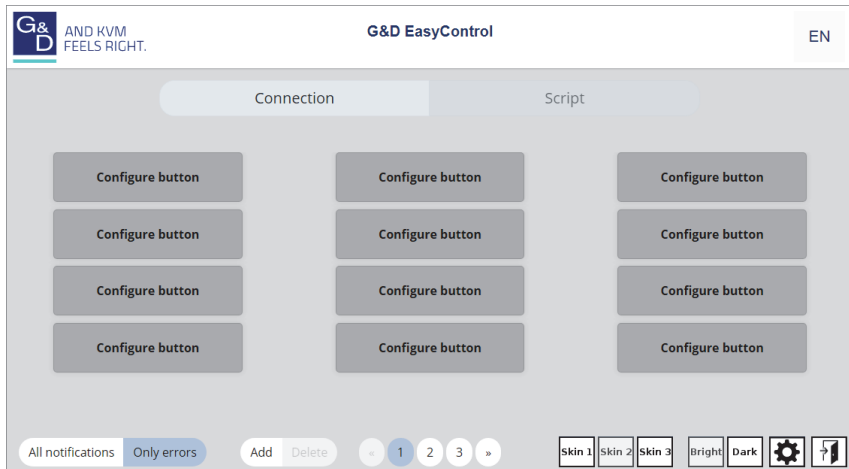 G&D
AND KVM
FEELS RIGHT.
G&D EasyControl
EN
Connection Script
Configure button Configure button Configure button
Configure button Configure button Configure button
Configure button Configure button Configure button
Configure button Configure button Configure button
All notifications Only errors Add Delete « 1 2 3 » Skin 1 Skin 2 Skin 3 Bright Dark